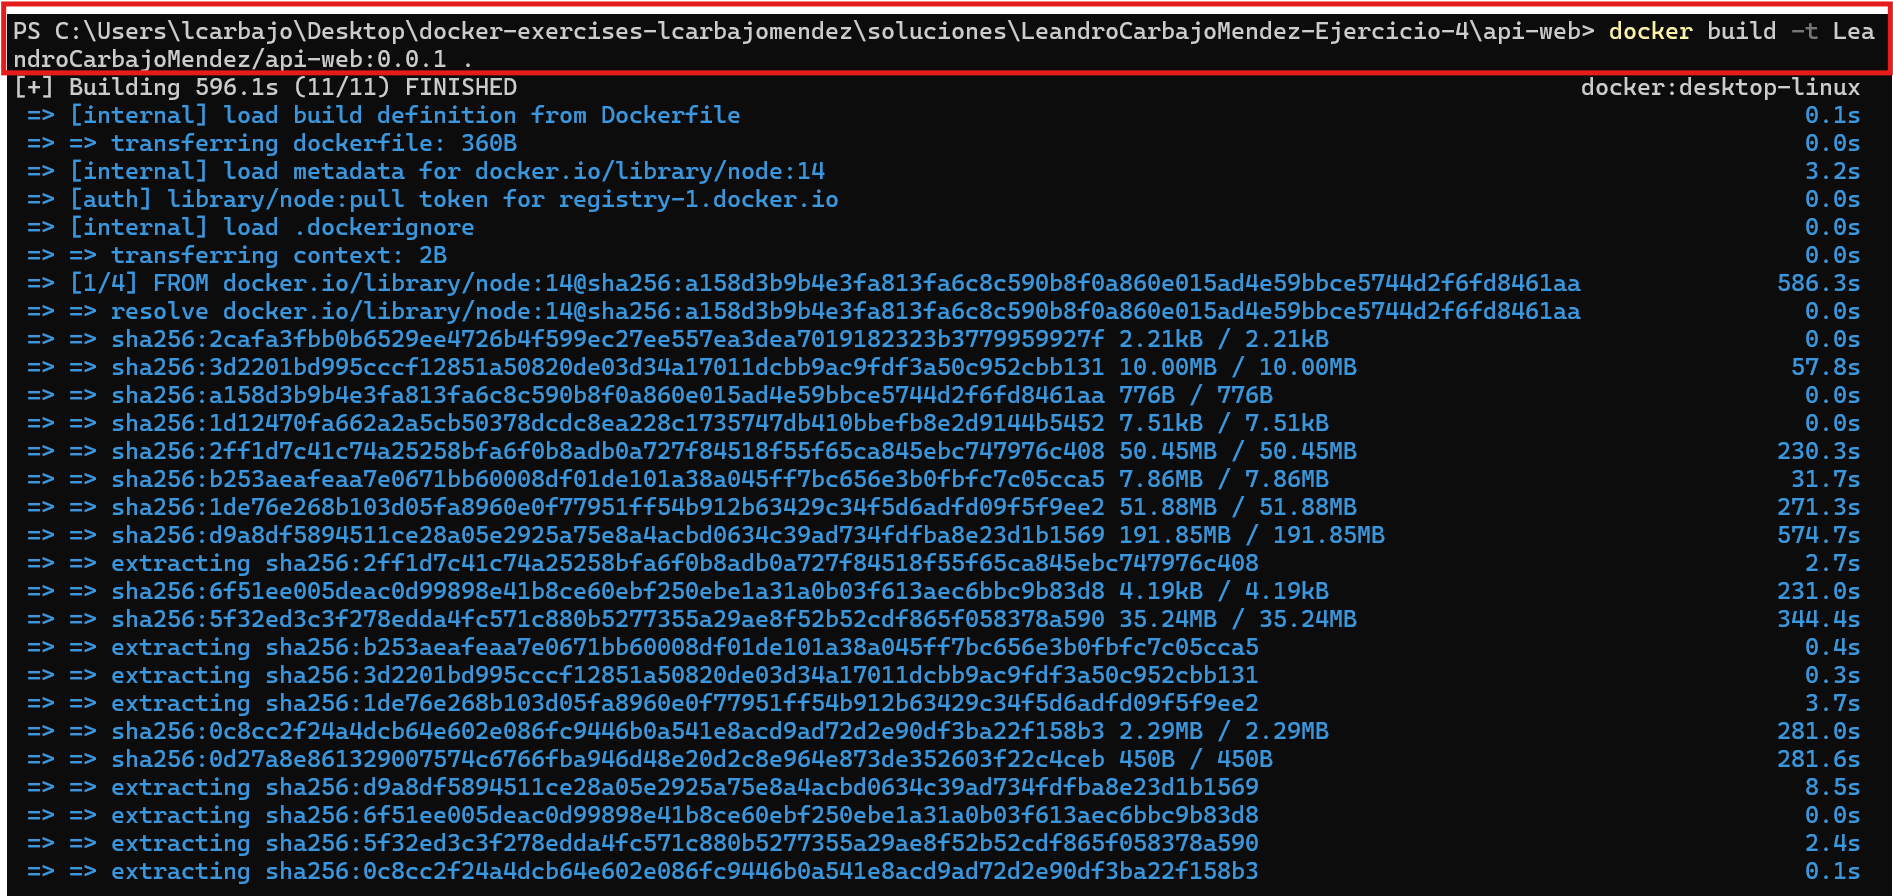 PS C:\Users\lcarbajo\Desktop\docker-exercises-lcarbajomendez\soluciones\LeandroCarbajoMendez-Ejercicio-4\api-web> docker build -t Lea
ndroCarbajoMendez/api-web:0.0.1 .
[+] Building 596.1s (11/11) FINISHED docker:desktop-linux
=> [internal] load build definition from Dockerfile 0.1s
=> => transferring dockerfile: 360B 0.0s
=> [internal] load metadata for docker.io/library/node:14 3.2s
=> [auth] library/node:pull token for registry-1.docker.io 0.0s
=> [internal] load .dockerignore 0.0s
=> => transferring context: 2B 0.0s
=> [1/4] FROM docker.io/library/node:14@sha256:a158d3b9b4e3fa813fa6c8c590b8f0a860e015ad4e59bbce5744d2f6fd8461aa 586.3s
=> => resolve docker.io/library/node:14@sha256:a158d3b9b4e3fa813fa6c8c590b8f0a860e015ad4e59bbce5744d2f6fd8461aa 0.0s
=> => sha256:2cafa3fbb0b6529ee4726b4f599ec27ee557ea3dea7019182323b3779959927f 2.21kB / 2.21kB 0.0s
=> => sha256:3d2201bd995cccf12851a50820de03d34a17011dcbb9ac9fdf3a50c952cbb131 10.00MB / 10.00MB 57.8s
=> => sha256:a158d3b9b4e3fa813fa6c8c590b8f0a860e015ad4e59bbce5744d2f6fd8461aa 776B / 776B 0.0s
=> => sha256:1d12470fa662a2a5cb50378dcdc8ea228c1735747db410bbefb8e2d9144b5452 7.51kB / 7.51kB 0.0s
=> => sha256:2ff1d7c41c74a25258bfa6f0b8adb0a727f84518f55f65ca845ebc747976c408 50.45MB / 50.45MB 230.3s
=> => sha256:b253aeafeaa7e0671bb60008df01de101a38a045ff7bc656e3b0fbfc7c05cca5 7.86MB / 7.86MB 31.7s
=> => sha256:1de76e268b103d05fa8960e0f77951ff54b912b63429c34f5d6adfd09f5f9ee2 51.88MB / 51.88MB 271.3s
=> => sha256:d9a8df5894511ce28a05e2925a75e8a4acbd0634c39ad734fdfba8e23d1b1569 191.85MB / 191.85MB 574.7s
=> => extracting sha256:2ff1d7c41c74a25258bfa6f0b8adb0a727f84518f55f65ca845ebc747976c408 2.7s
=> => sha256:6f51ee005deac0d99898e41b8ce60ebf250ebe1a31a0b03f613aec6bbc9b83d8 4.19kB / 4.19kB 231.0s
=> => sha256:5f32ed3c3f278edda4fc571c880b5277355a29ae8f52b52cdf865f058378a590 35.24MB / 35.24MB 344.4s
=> => extracting sha256:b253aeafeaa7e0671bb60008df01de101a38a045ff7bc656e3b0fbfc7c05cca5 0.4s
=> => extracting sha256:3d2201bd995cccf12851a50820de03d34a17011dcbb9ac9fdf3a50c952cbb131 0.3s
=> => extracting sha256:1de76e268b103d05fa8960e0f77951ff54b912b63429c34f5d6adfd09f5f9ee2 3.7s
=> => sha256:0c8cc2f24a4dcb64e602e086fc9446b0a541e8acd9ad72d2e90df3ba22f158b3 2.29MB / 2.29MB 281.0s
=> => sha256:0d27a8e861329007574c6766fba946d48e20d2c8e964e873de352603f22c4ceb 450B / 450B 281.6s
=> => extracting sha256:d9a8df5894511ce28a05e2925a75e8a4acbd0634c39ad734fdfba8e23d1b1569 8.5s
=> => extracting sha256:6f51ee005deac0d99898e41b8ce60ebf250ebe1a31a0b03f613aec6bbc9b83d8 0.0s
=> => extracting sha256:5f32ed3c3f278edda4fc571c880b5277355a29ae8f52b52cdf865f058378a590 2.4s
=> => extracting sha256:0c8cc2f24a4dcb64e602e086fc9446b0a541e8acd9ad72d2e90df3ba22f158b3 0.1s